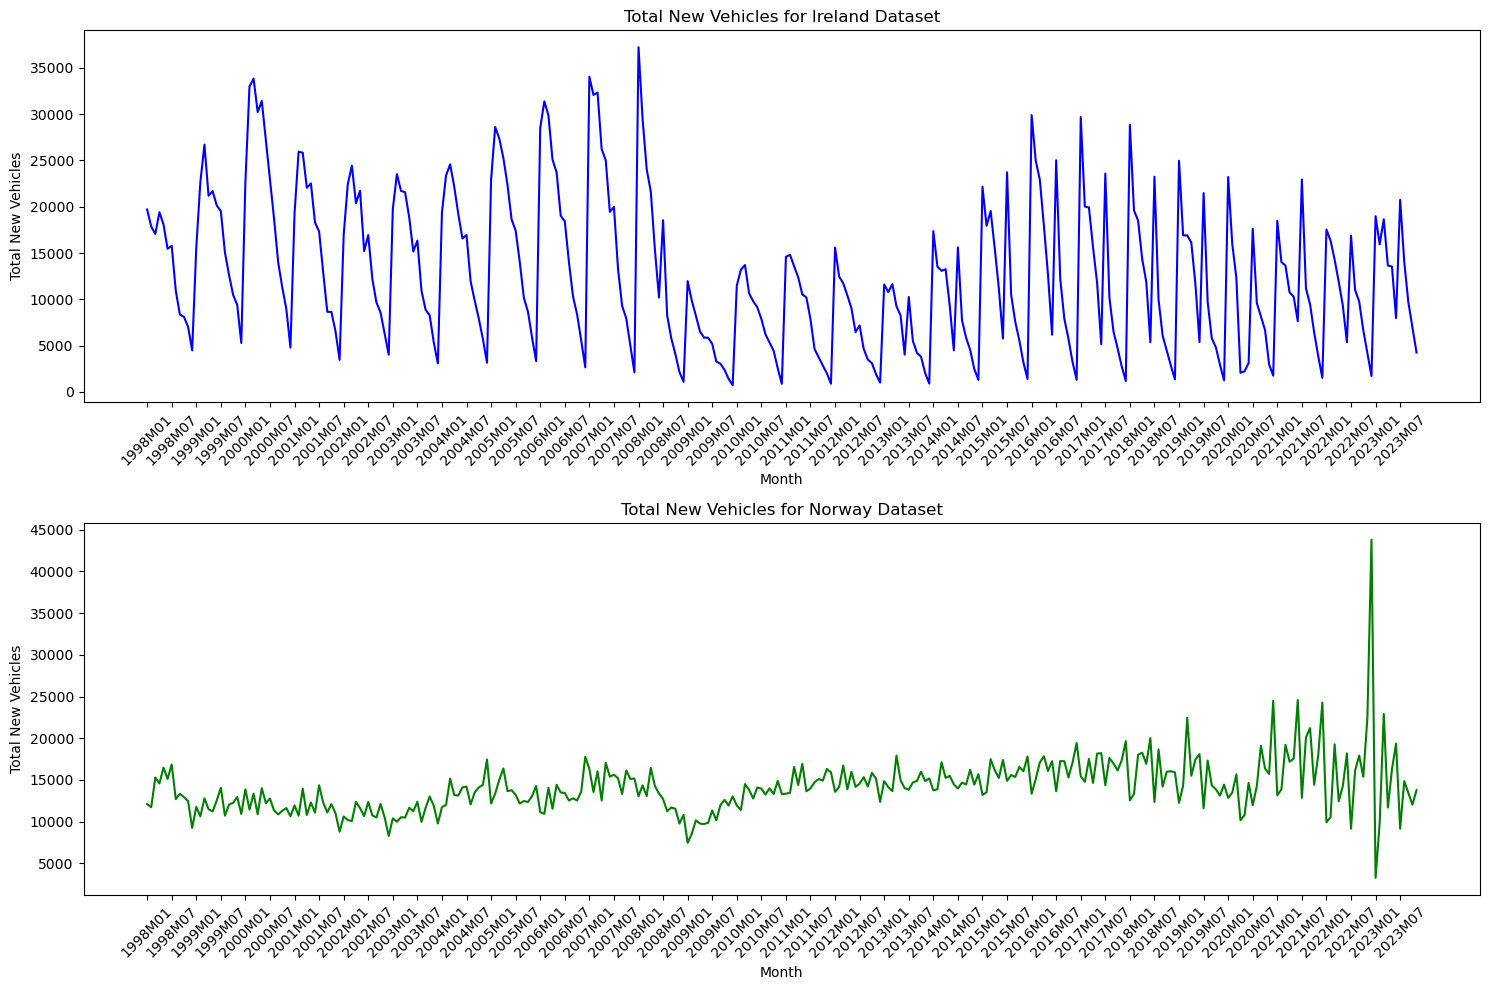 Total New Vehicles for Ireland Dataset
Total New Vehicles
35000
30000
25000
20000
15000
10000
5000
0
1998M01
1998M07
1999M01
1999M07
2000M01
2000M07
2001M01
2001M07
2002M01
2002M07
2003M01
2003M07
2004M01
2004M07
2005M01
2005M07
2006M01
2006M07
2007M01
2007M07
2008M01
2008M07
2009M01
2009M07
2010M01
2010M07
2011M01
2011M07
2012M01
2012M07
2013M01
2013M07
2014M01
2014M07
2015M01
2015M07
2016M01
2016M07
2017M01
2017M07
2018M01
2018M07
2019M01
2019M07
2020M01
2020M07
2021M01
2021M07
2022M01
2022M07
2023M01
2023M07
Month
Total New Vehicles for Norway Dataset
Total New Vehicles
45000
40000
35000
30000
25000
20000
15000
10000
5000
1998M01
1998M07
1999M01
1999M07
2000M01
2000M07
2001M01
2001M07
2002M01
2002M07
2003M01
2003M07
2004M01
2004M07
2005M01
2005M07
2006M01
2006M07
2007M01
2007M07
2008M01
2008M07
2009M01
2009M07
2010M01
2010M07
2011M01
2011M07
2012M01
2012M07
2013M01
2013M07
2014M01
2014M07
2015M01
2015M07
2016M01
2016M07
2017M01
2017M07
2018M01
2018M07
2019M01
2019M07
2020M01
2020M07
2021M01
2021M07
2022M01
2022M07
2023M01
2023M07
Month